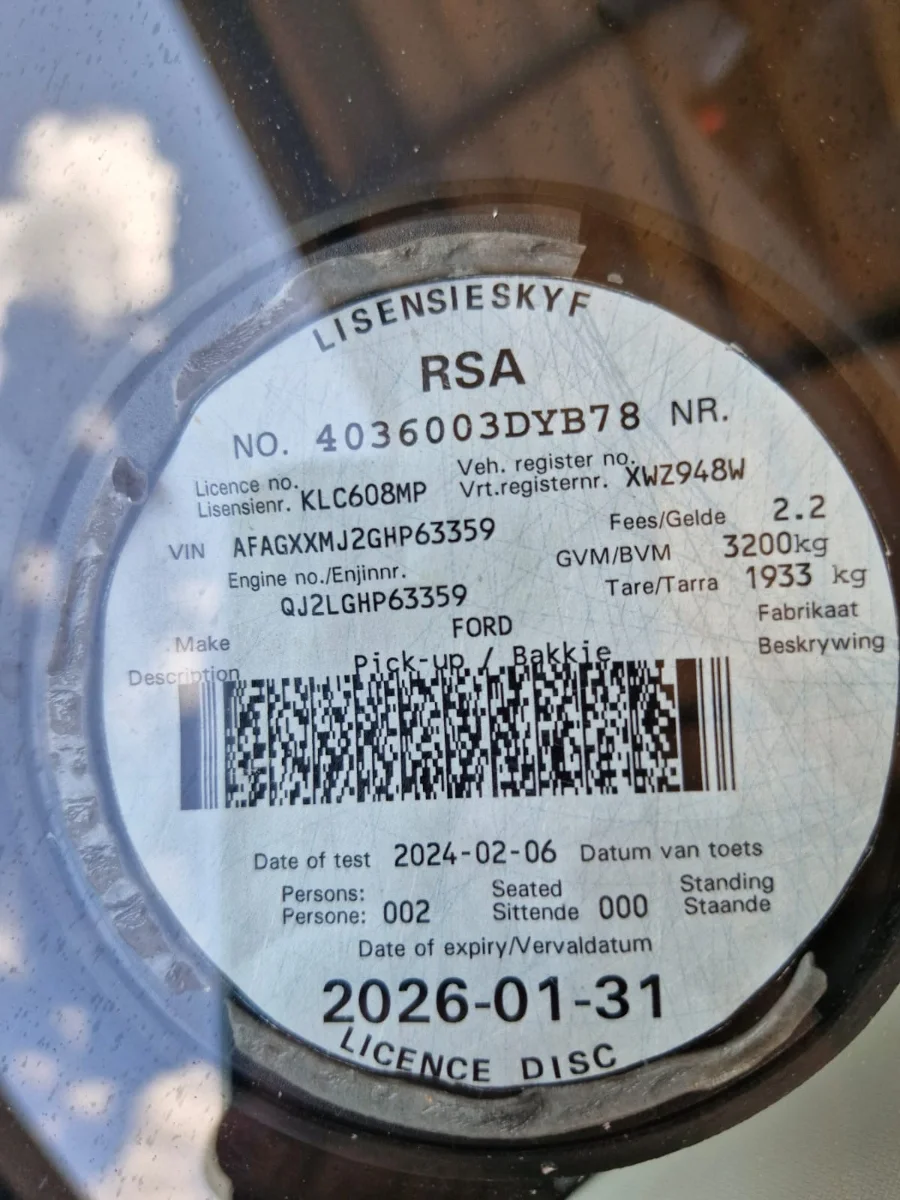 LISENSIESKYF
RSA
NO. 4036003DYB78 NR.
Licence no. Veh. register no.
Lisensienr. KLC608MP Vrt.registernr. XWZ948W
VIN AFAGXXMJ2GHP63359 Fees/Gelde 2.2
Engine no./Enjinnr. GVM/BVM 3200kg
QJ2LGHP63359 Tare/Tarra 1933 kg
Make FORD Fabrikaat
Description Pick-up / Bakkie Beskrywing
Date of test 2024-02-06 Datum van toets
Persons: Seated Standing
Persone: 002 Sittende 000 Staande
Date of expiry/Vervaldatum
2026-01-31
LICENCE DISC